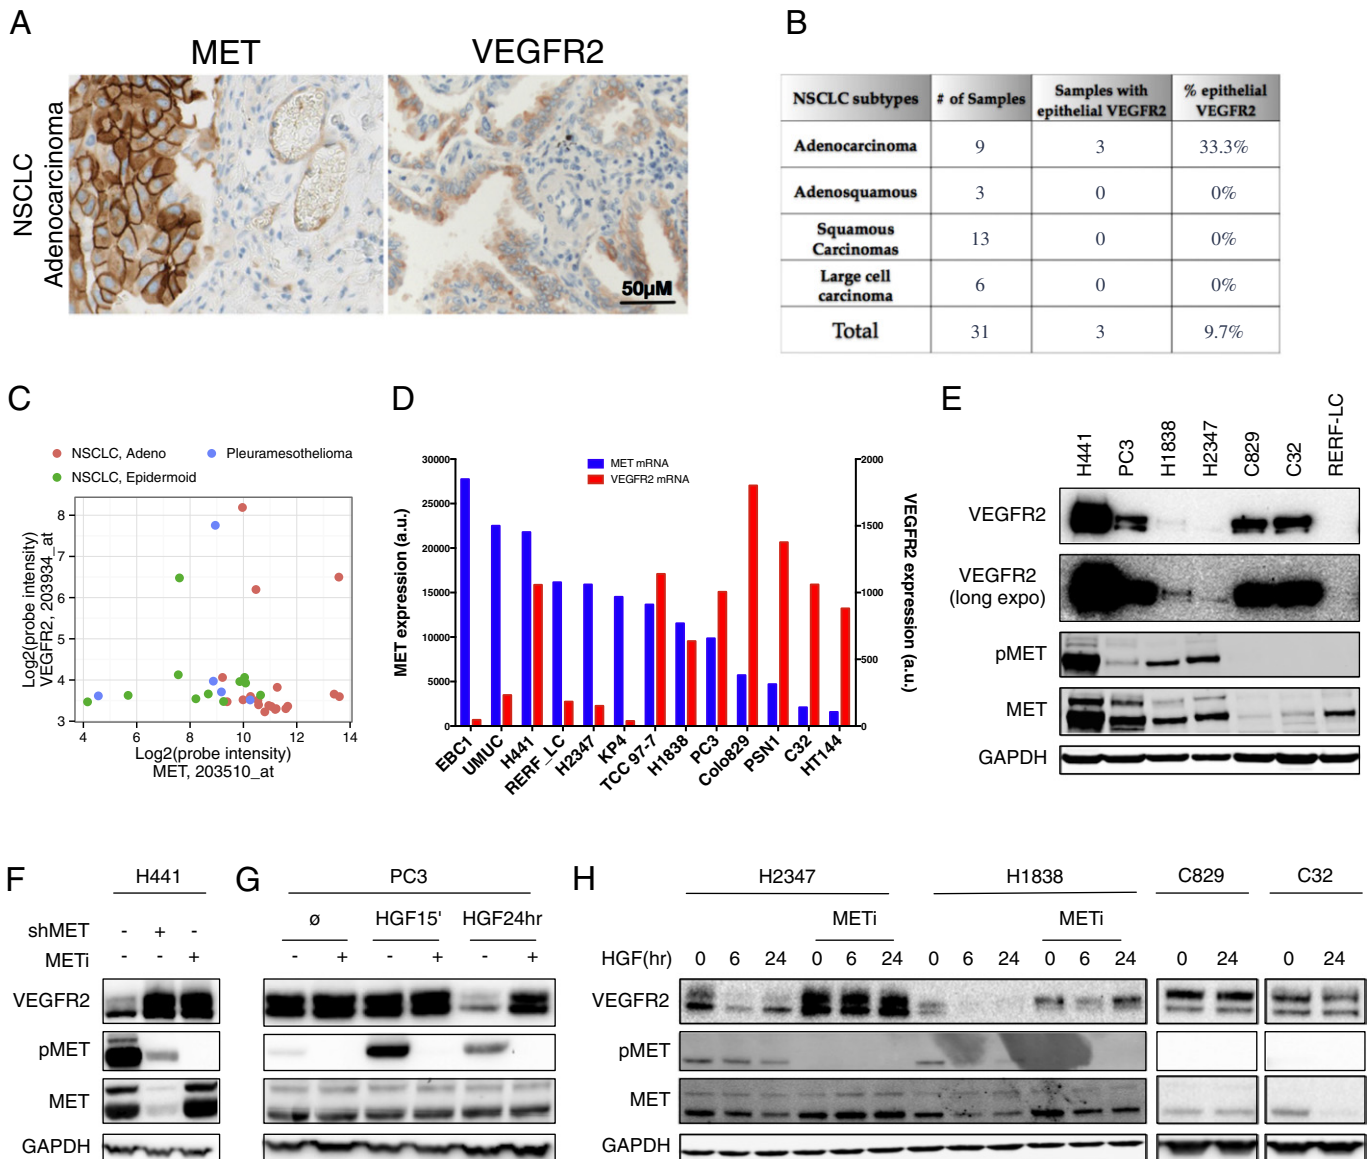 A
MET
VEGFR2
NSCLC
Adenocarcinoma
50µM
B
NSCLC subtypes # of Samples Samples with epithelial VEGFR2 % epithelial VEGFR2
Adenocarcinoma 9 3 33.3%
Adenosquamous 3 0 0%
Squamous Carcinomas 13 0 0%
Large cell carcinoma 6 0 0%
Total 31 3 9.7%
C
NSCLC, Adeno
Pleuramesothelioma
NSCLC, Epidermoid
Log2(probe intensity)
VEGFR2, 203934_at
8
7
6
5
4
3
4 6 8 10 12 14
Log2(probe intensity)
MET, 203510_at
D
MET mRNA
VEGFR2 mRNA
MET expression (a.u.)
30000
25000
20000
15000
10000
5000
0
VEGFR2 expression (a.u.)
2000
1500
1000
500
0
EBC1 UMUC H441 RERF_LC H2347 KP4 TCC 97-7 H1838 PC3 Colo829 PSN1 C32 HT144
E
H441 PC3 H1838 H2347 C829 C32 RERF-LC
VEGFR2
VEGFR2
(long expo)
pMET
MET
GAPDH
F
H441
shMET - + -
METi - - +
VEGFR2
pMET
MET
GAPDH
G
PC3
ø HGF15' HGF24hr
- + - + - +
H
H2347 H1838 C829 C32
METi METi
HGF(hr) 0 6 24 0 6 24 0 6 24 0 6 24 0 24 0 24
VEGFR2
pMET
MET
GAPDH